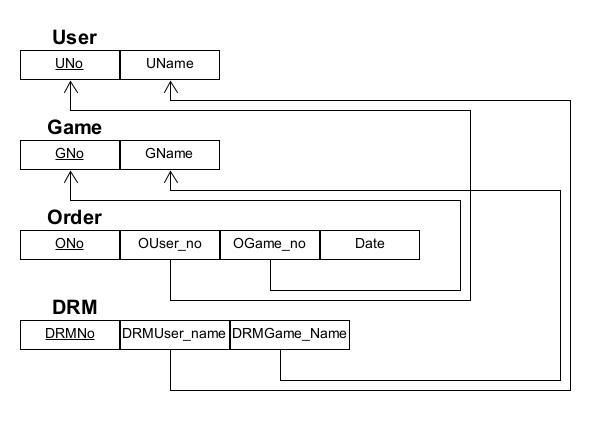 User
UNo UName
Game
GNo GName
Order
ONo OUser_no OGame_no Date
DRM
DRMNo DRMUser_name DRMGame_Name